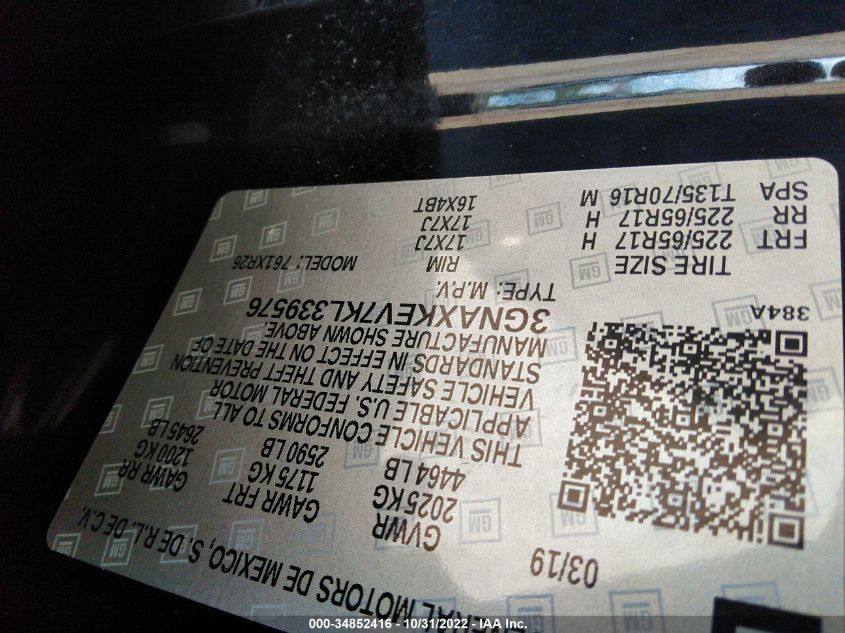 GENERAL MOTORS DE MEXICO, S. DE R.L. DE C.V.
03/19
GVWR GAWR FRT GAWR RR
2025 KG 1175 KG 1200 KG
4464 LB 2590 LB 2645 LB
THIS VEHICLE CONFORMS TO ALL
APPLICABLE U.S. FEDERAL MOTOR
VEHICLE SAFETY AND THEFT PREVENTION
STANDARDS IN EFFECT ON THE DATE OF
MANUFACTURE SHOWN ABOVE.
3GNAXKEV7KL339576
384A
TYPE: M.P.V.
MODEL: 761XR26
TIRE SIZE RIM
FRT 225/65R17 H 17X7J
RR 225/65R17 H 17X7J
SPA T135/70R16 M 16X4BT
GM
000-34852416 - 10/31/2022 - IAA Inc.